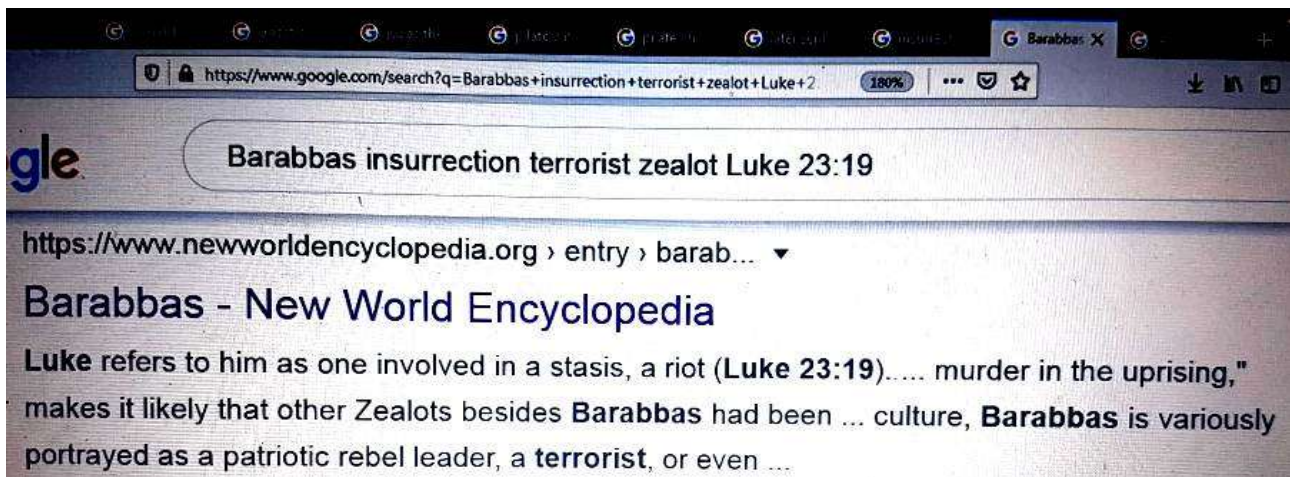 Barabbas
https://www.google.com/search?q=Barabbas+insurrection+terrorist+zealot+Luke+2
180%
gle
Barabbas insurrection terrorist zealot Luke 23:19
https://www.newworldencyclopedia.org › entry › barab...
Barabbas - New World Encyclopedia
Luke refers to him as one involved in a stasis, a riot (Luke 23:19)..... murder in the uprising,"
makes it likely that other Zealots besides Barabbas had been ... culture, Barabbas is variously
portrayed as a patriotic rebel leader, a terrorist, or even ...